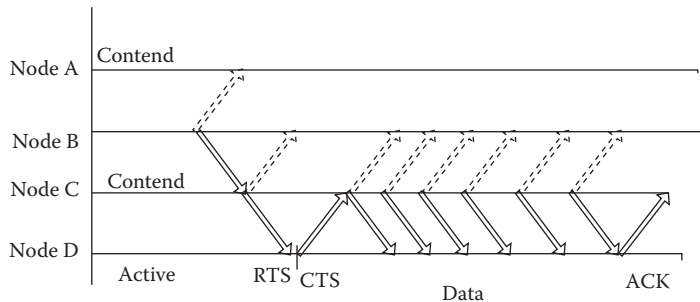 Contend
Node A
Node B
Node C
Contend
Node D
Active
RTS
CTS
Data
ACK